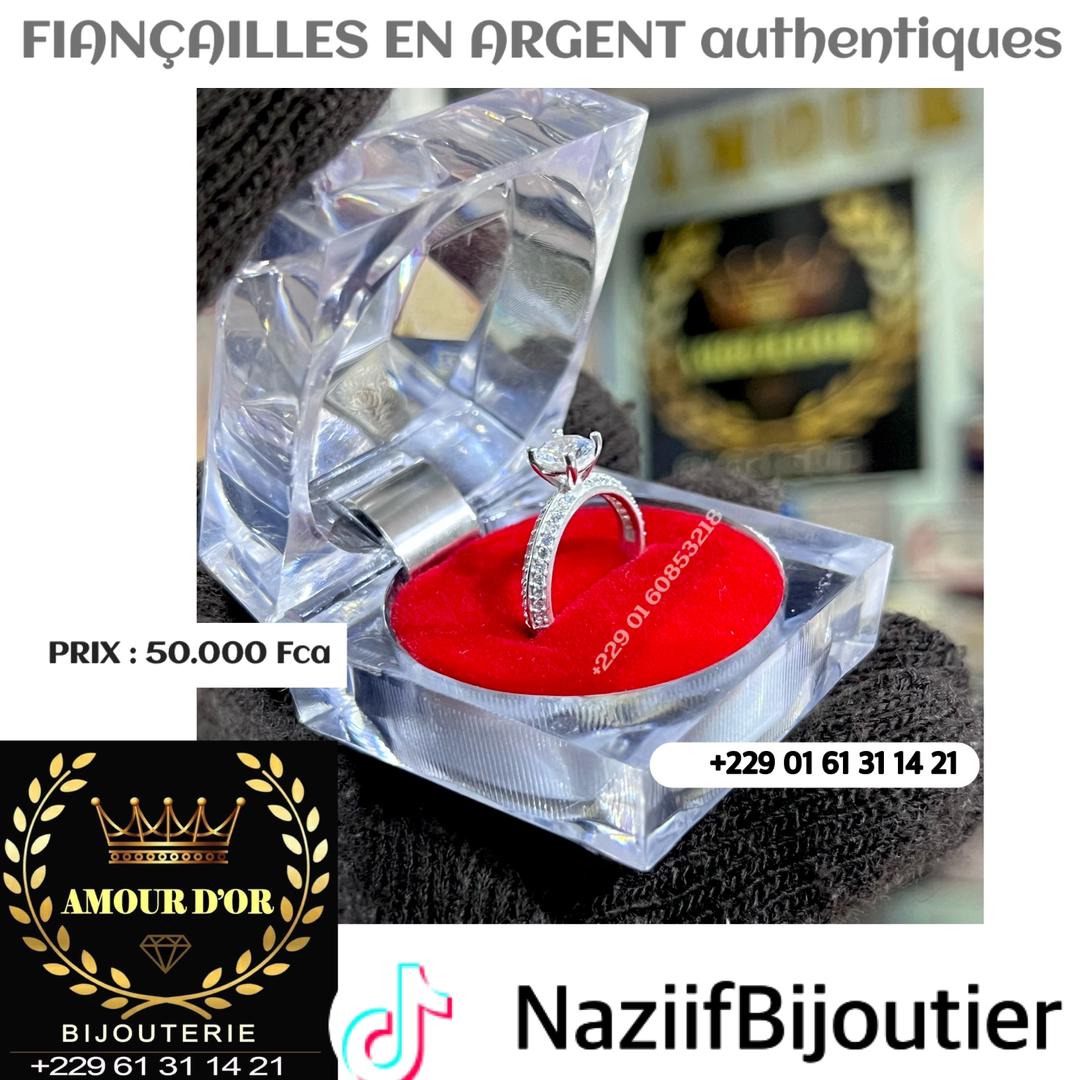 FIANÇAILLES EN ARGENT authentiques
AMOUR
+229 01 60853218
PRIX : 50.000 Fca
+229 01 61 31 14 21
AMOUR D'OR
BIJOUTERIE
+229 61 31 14 21
NaziifBijoutier